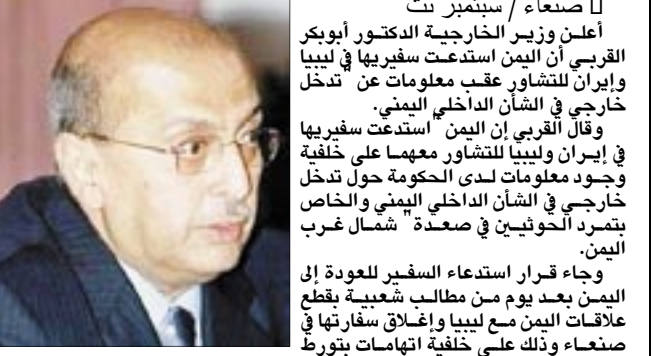 صنعاء / سبتمبر نت
أعلن وزير الخارجية الدكتور أبوبكر
القربي أن اليمن استدعت سفيريها في ليبيا
وإيران للتشاور عقب معلومات عن "تدخل
خارجي في الشأن الداخلي اليمني.
وقال القربي إن اليمن "استدعت سفيريها
في إيران وليبيا للتشاور معهما على خلفية
وجود معلومات لدى الحكومة حول تدخل
خارجي في الشأن الداخلي اليمني والخاص
بتمرد الحوثيين في صعدة" شمال غرب
اليمن.
وجاء قرار استدعاء السفير للعودة إلى
اليمن بعد يوم من مطالب شعبية بقطع
علاقات اليمن مع ليبيا وإغلاق سفارتها في
صنعاء وذلك على خلفية اتهامات بتورط